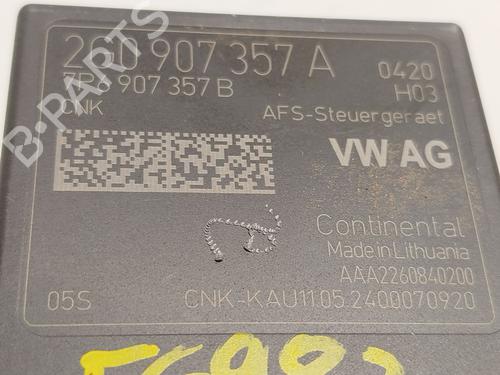 2G0 907 357 A
7P6 907 357 B
0420
H03
CNK
AFS-Steuergeraet
VW AG
Continental
Made in Lithuania
AAA2260840200
05S
CNK-KAU11.05.2400070920
B-PARTS